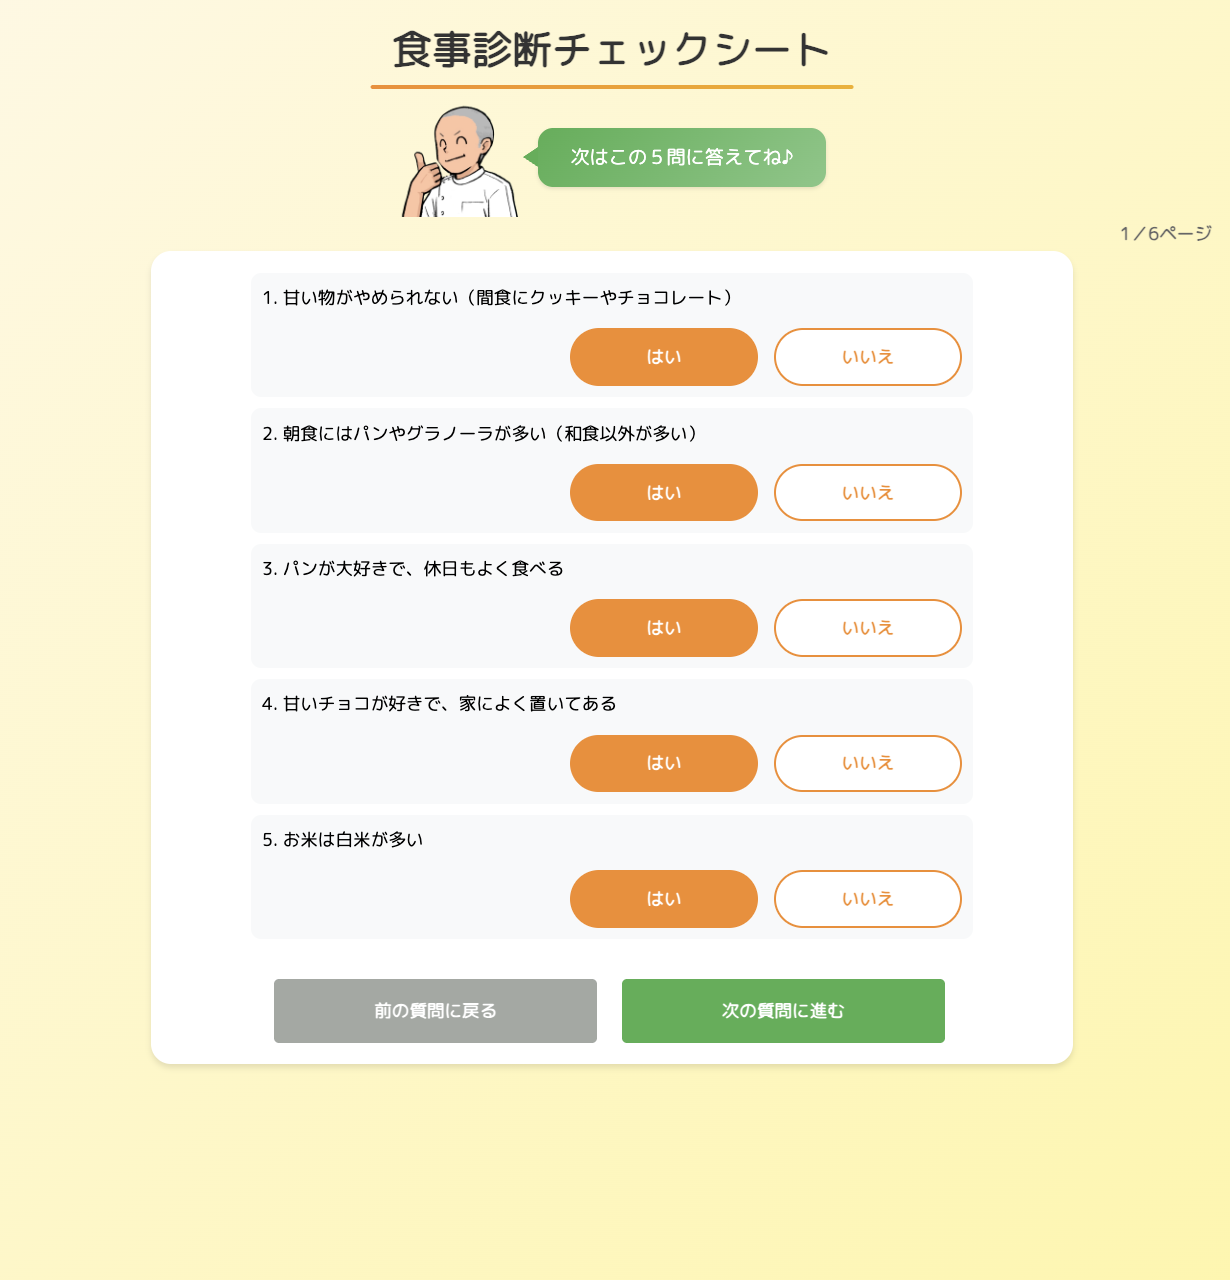 食事診断チェックシート
次はこの５問に答えてね♪
1／6ページ
1. 甘い物がやめられない（間食にクッキーやチョコレート）
はい
いいえ
2. 朝食にはパンやグラノーラが多い（和食以外が多い）
はい
いいえ
3. パンが大好きで、休日もよく食べる
はい
いいえ
4. 甘いチョコが好きで、家によく置いてある
はい
いいえ
5. お米は白米が多い
はい
いいえ
前の質問に戻る
次の質問に進む